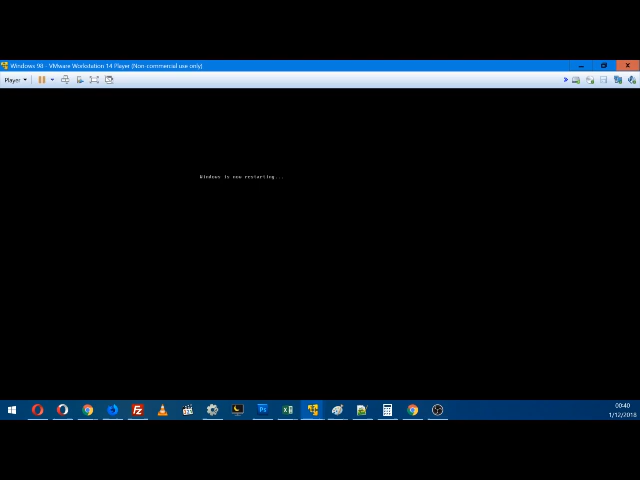 Windows 98 - VMware Workstation 14 Player (Non-commercial use only)
Player
Windows is now restarting...
Ps
00:40
1/12/2018